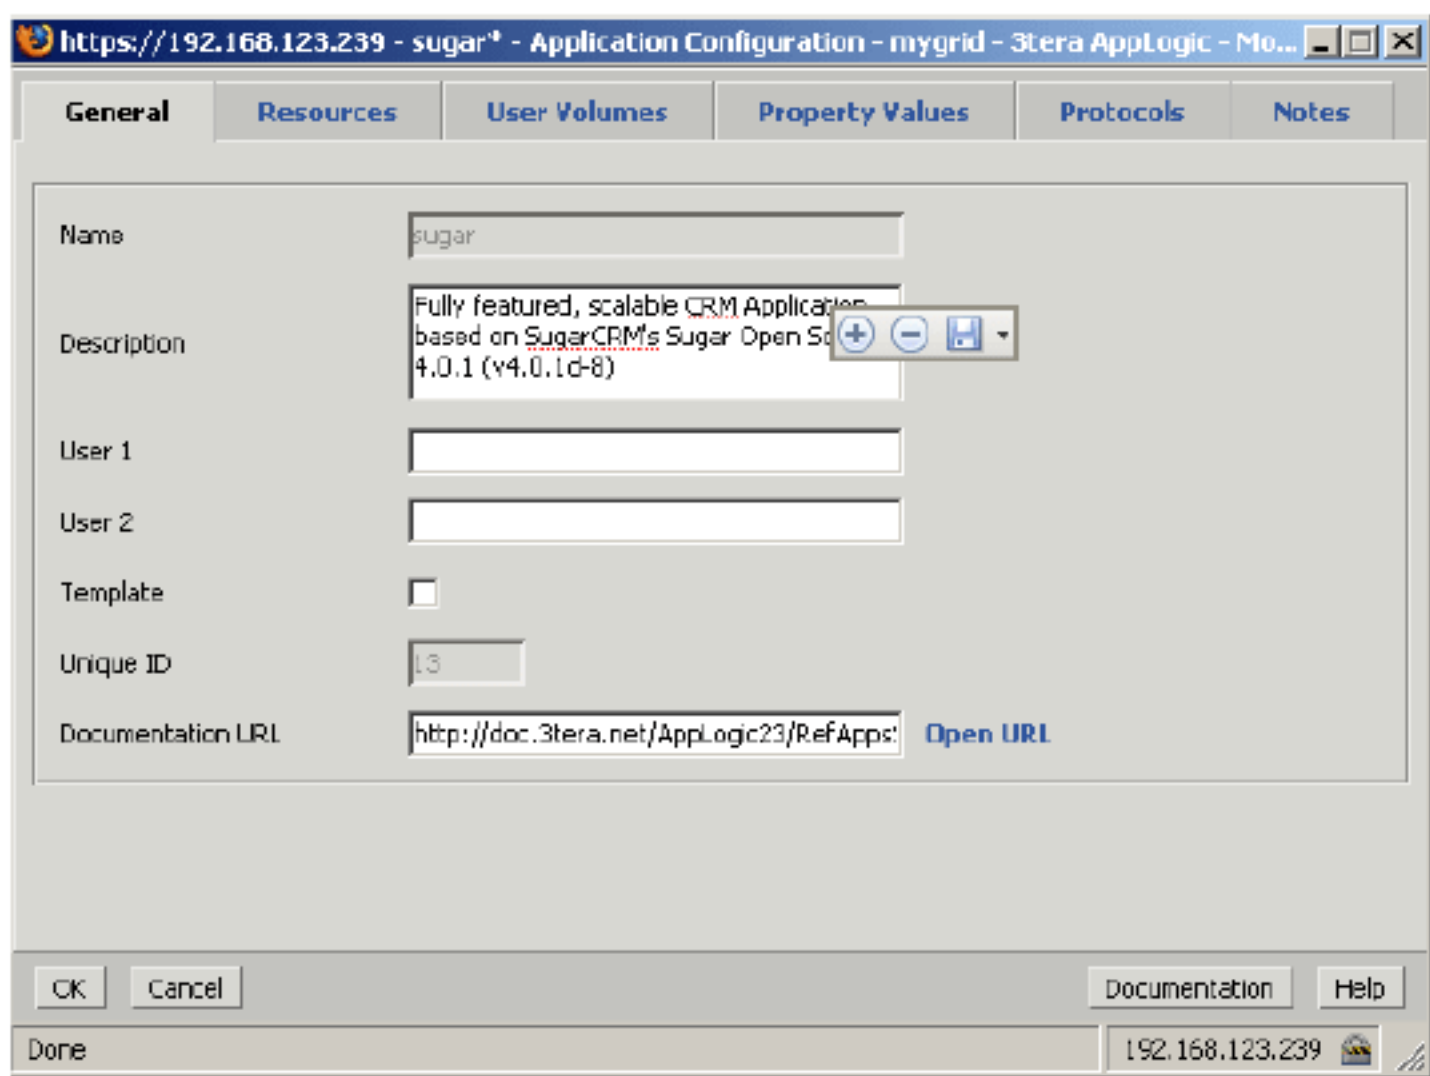 https://192.168.123.239 - sugar* - Application Configuration - mygrid - 3tera AppLogic - Mo...
General Resources User Volumes Property Values Protocols Notes
Name sugar
Description Fully featured, scalable CRM Application
based on SugarCRM's Sugar Open
4.0.1 (v4.0.1d-8)
User 1
User 2
Template
Unique ID 13
Documentation URL http://doc.3tera.net/AppLogic23/RefApps Open URL
OK Cancel Documentation Help
Done 192.168.123.239